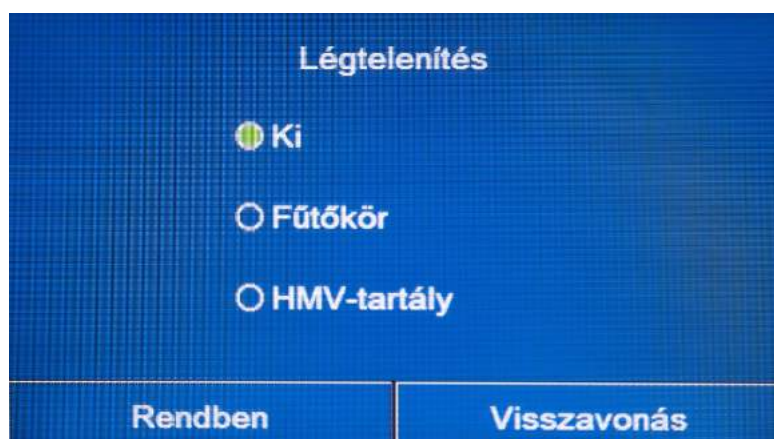 Légtelenítés
Ki
Fűtőkör
HMV-tartály
Rendben
Visszavonás